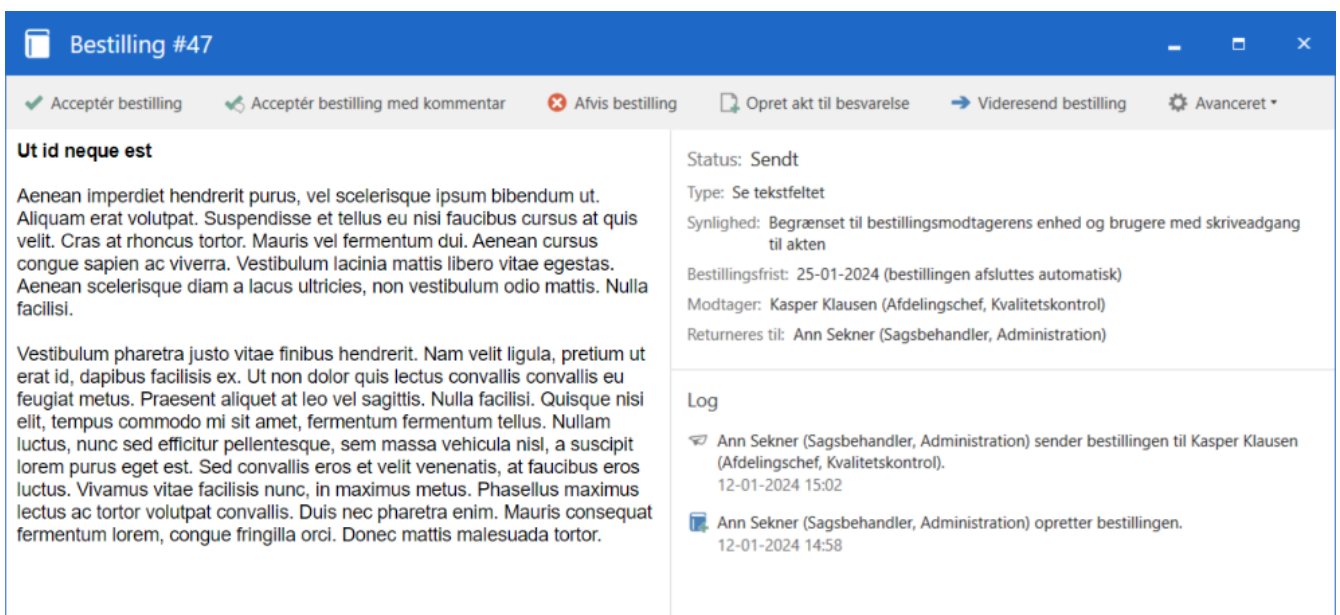 Bestilling #47
Acceptér bestilling
Acceptér bestilling med kommentar
Afvis bestilling
Opret akt til besvarelse
Videresend bestilling
Avanceret
Ut id neque est
Aenean imperdiet hendrerit purus, vel scelerisque ipsum bibendum ut.
Aliquam erat volutpat. Suspendisse et tellus eu nisi faucibus cursus at quis
velit. Cras at rhoncus tortor. Mauris vel fermentum dui. Aenean cursus
congue sapien ac viverra. Vestibulum lacinia mattis libero vitae egestas.
Aenean scelerisque diam a lacus ultricies, non vestibulum odio mattis. Nulla
facilisi.
Vestibulum pharetra justo vitae finibus hendrerit. Nam velit ligula, pretium ut
erat id, dapibus facilisis ex. Ut non dolor quis lectus convallis convallis eu
feugiat metus. Praesent aliquet at leo vel sagittis. Nulla facilisi. Quisque nisi
elit, tempus commodo mi sit amet, fermentum fermentum tellus. Nullam
luctus, nunc sed efficitur pellentesque, sem massa vehicula nisl, a suscipit
lorem purus eget est. Sed convallis eros et velit venenatis, at faucibus eros
luctus. Vivamus vitae facilisis nunc, in maximus metus. Phasellus maximus
lectus ac tortor volutpat convallis. Duis nec pharetra enim. Mauris consequat
fermentum lorem, congue fringilla orci. Donec mattis malesuada tortor.
Status: Sendt
Type: Se tekstfeltet
Synlighed: Begrænset til bestillingsmodtagerens enhed og brugere med skriveadgang
til akten
Bestillingsfrist: 25-01-2024 (bestillingen afsluttes automatisk)
Modtager: Kasper Klausen (Afdelingschef, Kvalitetskontrol)
Returneres til: Ann Sekner (Sagsbehandler, Administration)
Log
Ann Sekner (Sagsbehandler, Administration) sender bestillingen til Kasper Klausen
(Afdelingschef, Kvalitetskontrol).
12-01-2024 15:02
Ann Sekner (Sagsbehandler, Administration) opretter bestillingen.
12-01-2024 14:58